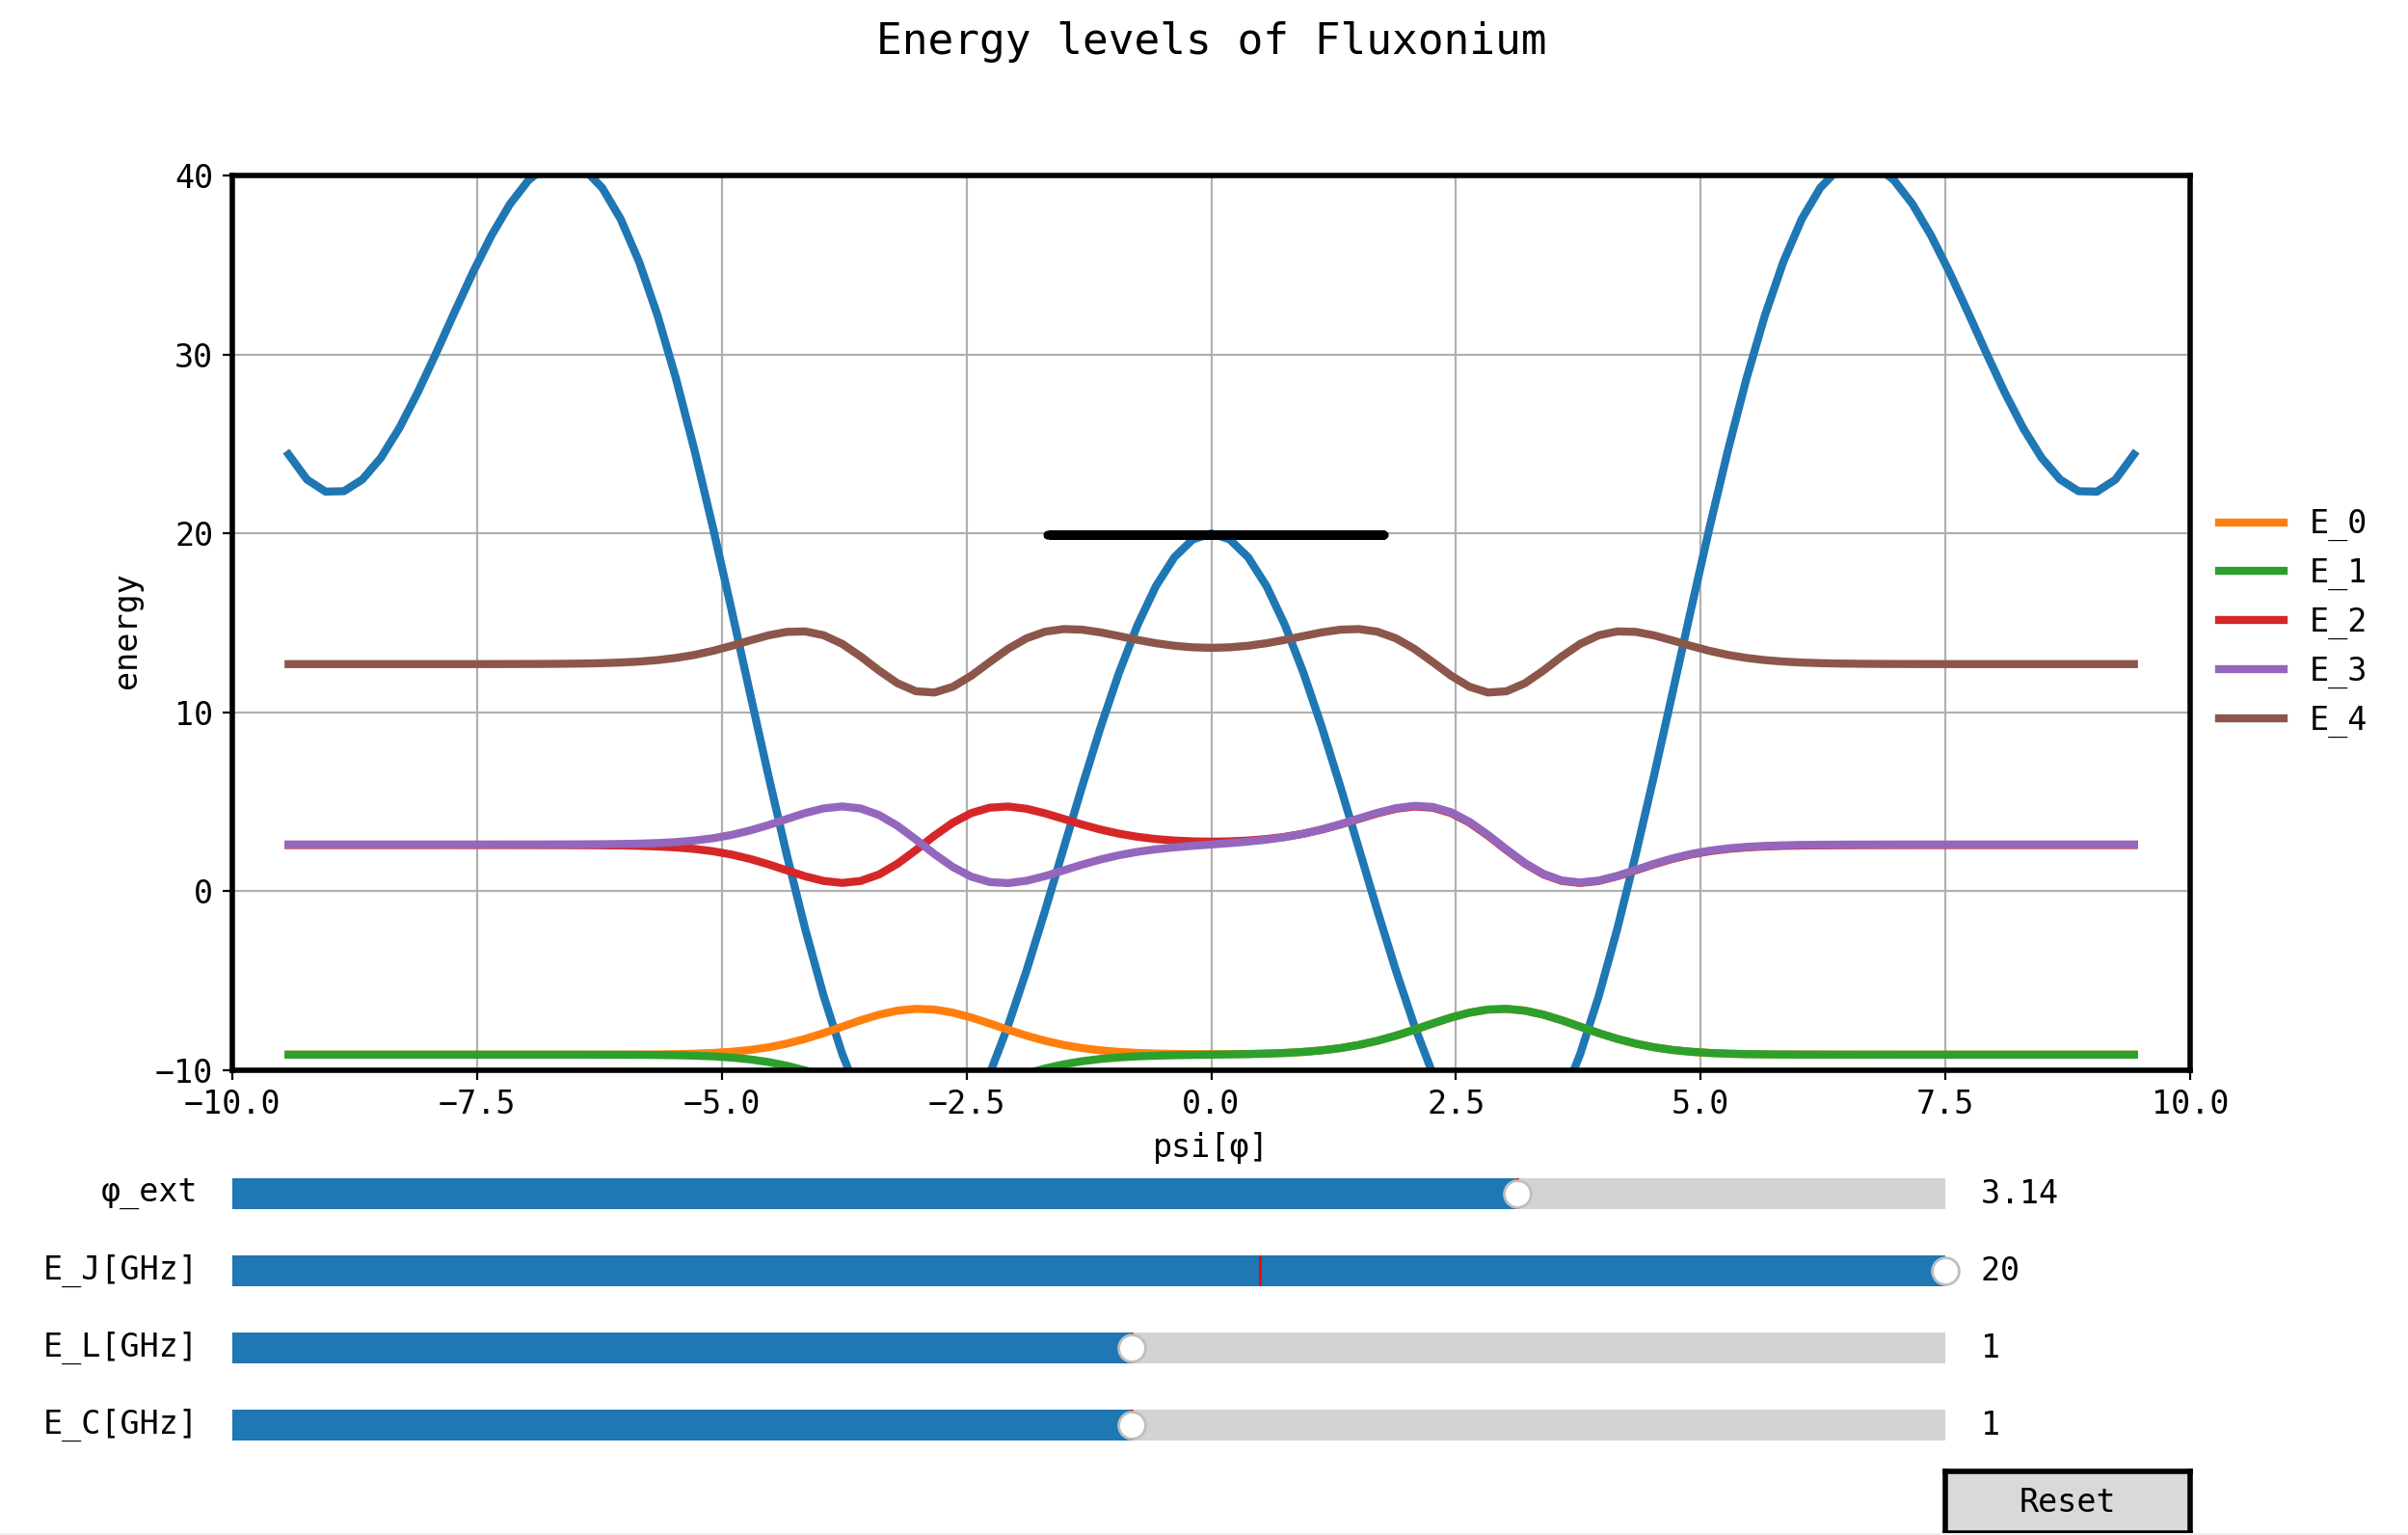 Energy levels of Fluxonium
40
30
20
10
0
−10
energy
−10.0 −7.5 −5.0 −2.5 0.0 2.5 5.0 7.5 10.0
psi[φ]
E_0
E_1
E_2
E_3
E_4
φ_ext 3.14
E_J[GHz] 20
E_L[GHz] 1
E_C[GHz] 1
Reset